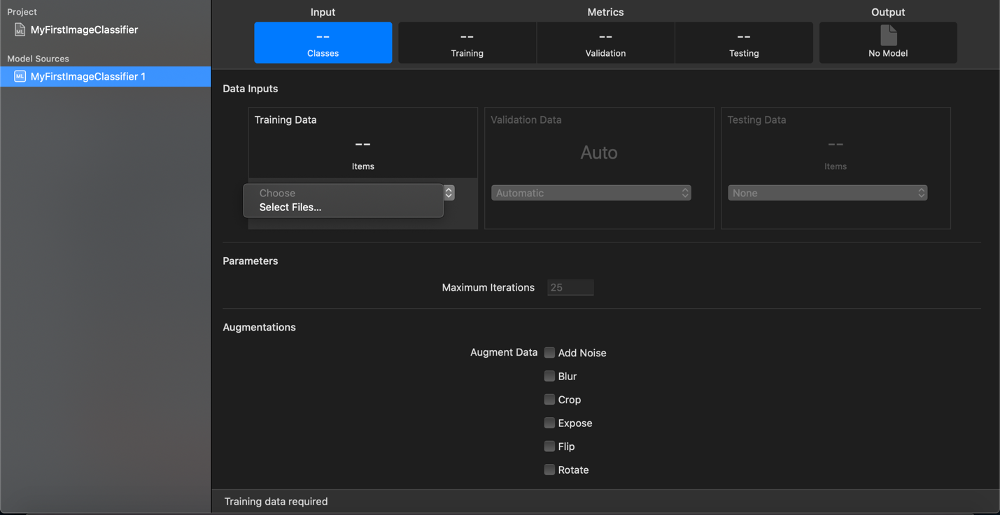 Project
MyFirstImageClassifier
Model Sources
MyFirstImageClassifier 1
Input
Metrics
Output
--
Classes
--
Training
--
Validation
--
Testing
No Model
Data Inputs
Training Data
--
Items
Choose
Select Files...
Validation Data
Auto
Automatic
Testing Data
--
Items
None
Parameters
Maximum Iterations 25
Augmentations
Augment Data Add Noise
Blur
Crop
Expose
Flip
Rotate
Training data required